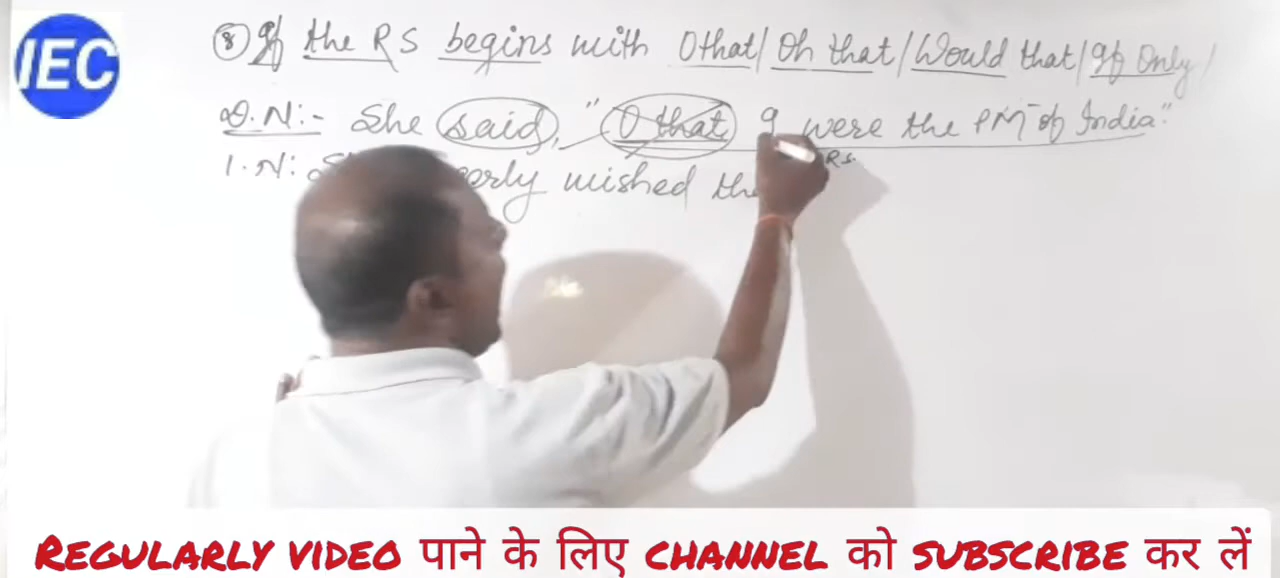 IEC
⑧ If the RS begins with O that/ Oh that/ Would that/ If Only/
D.N:- She said, "O that I were the PM of India."
R.S.
I.N: wished
REGULARLY VIDEO पाने के लिए CHANNEL को SUBSCRIBE कर लें